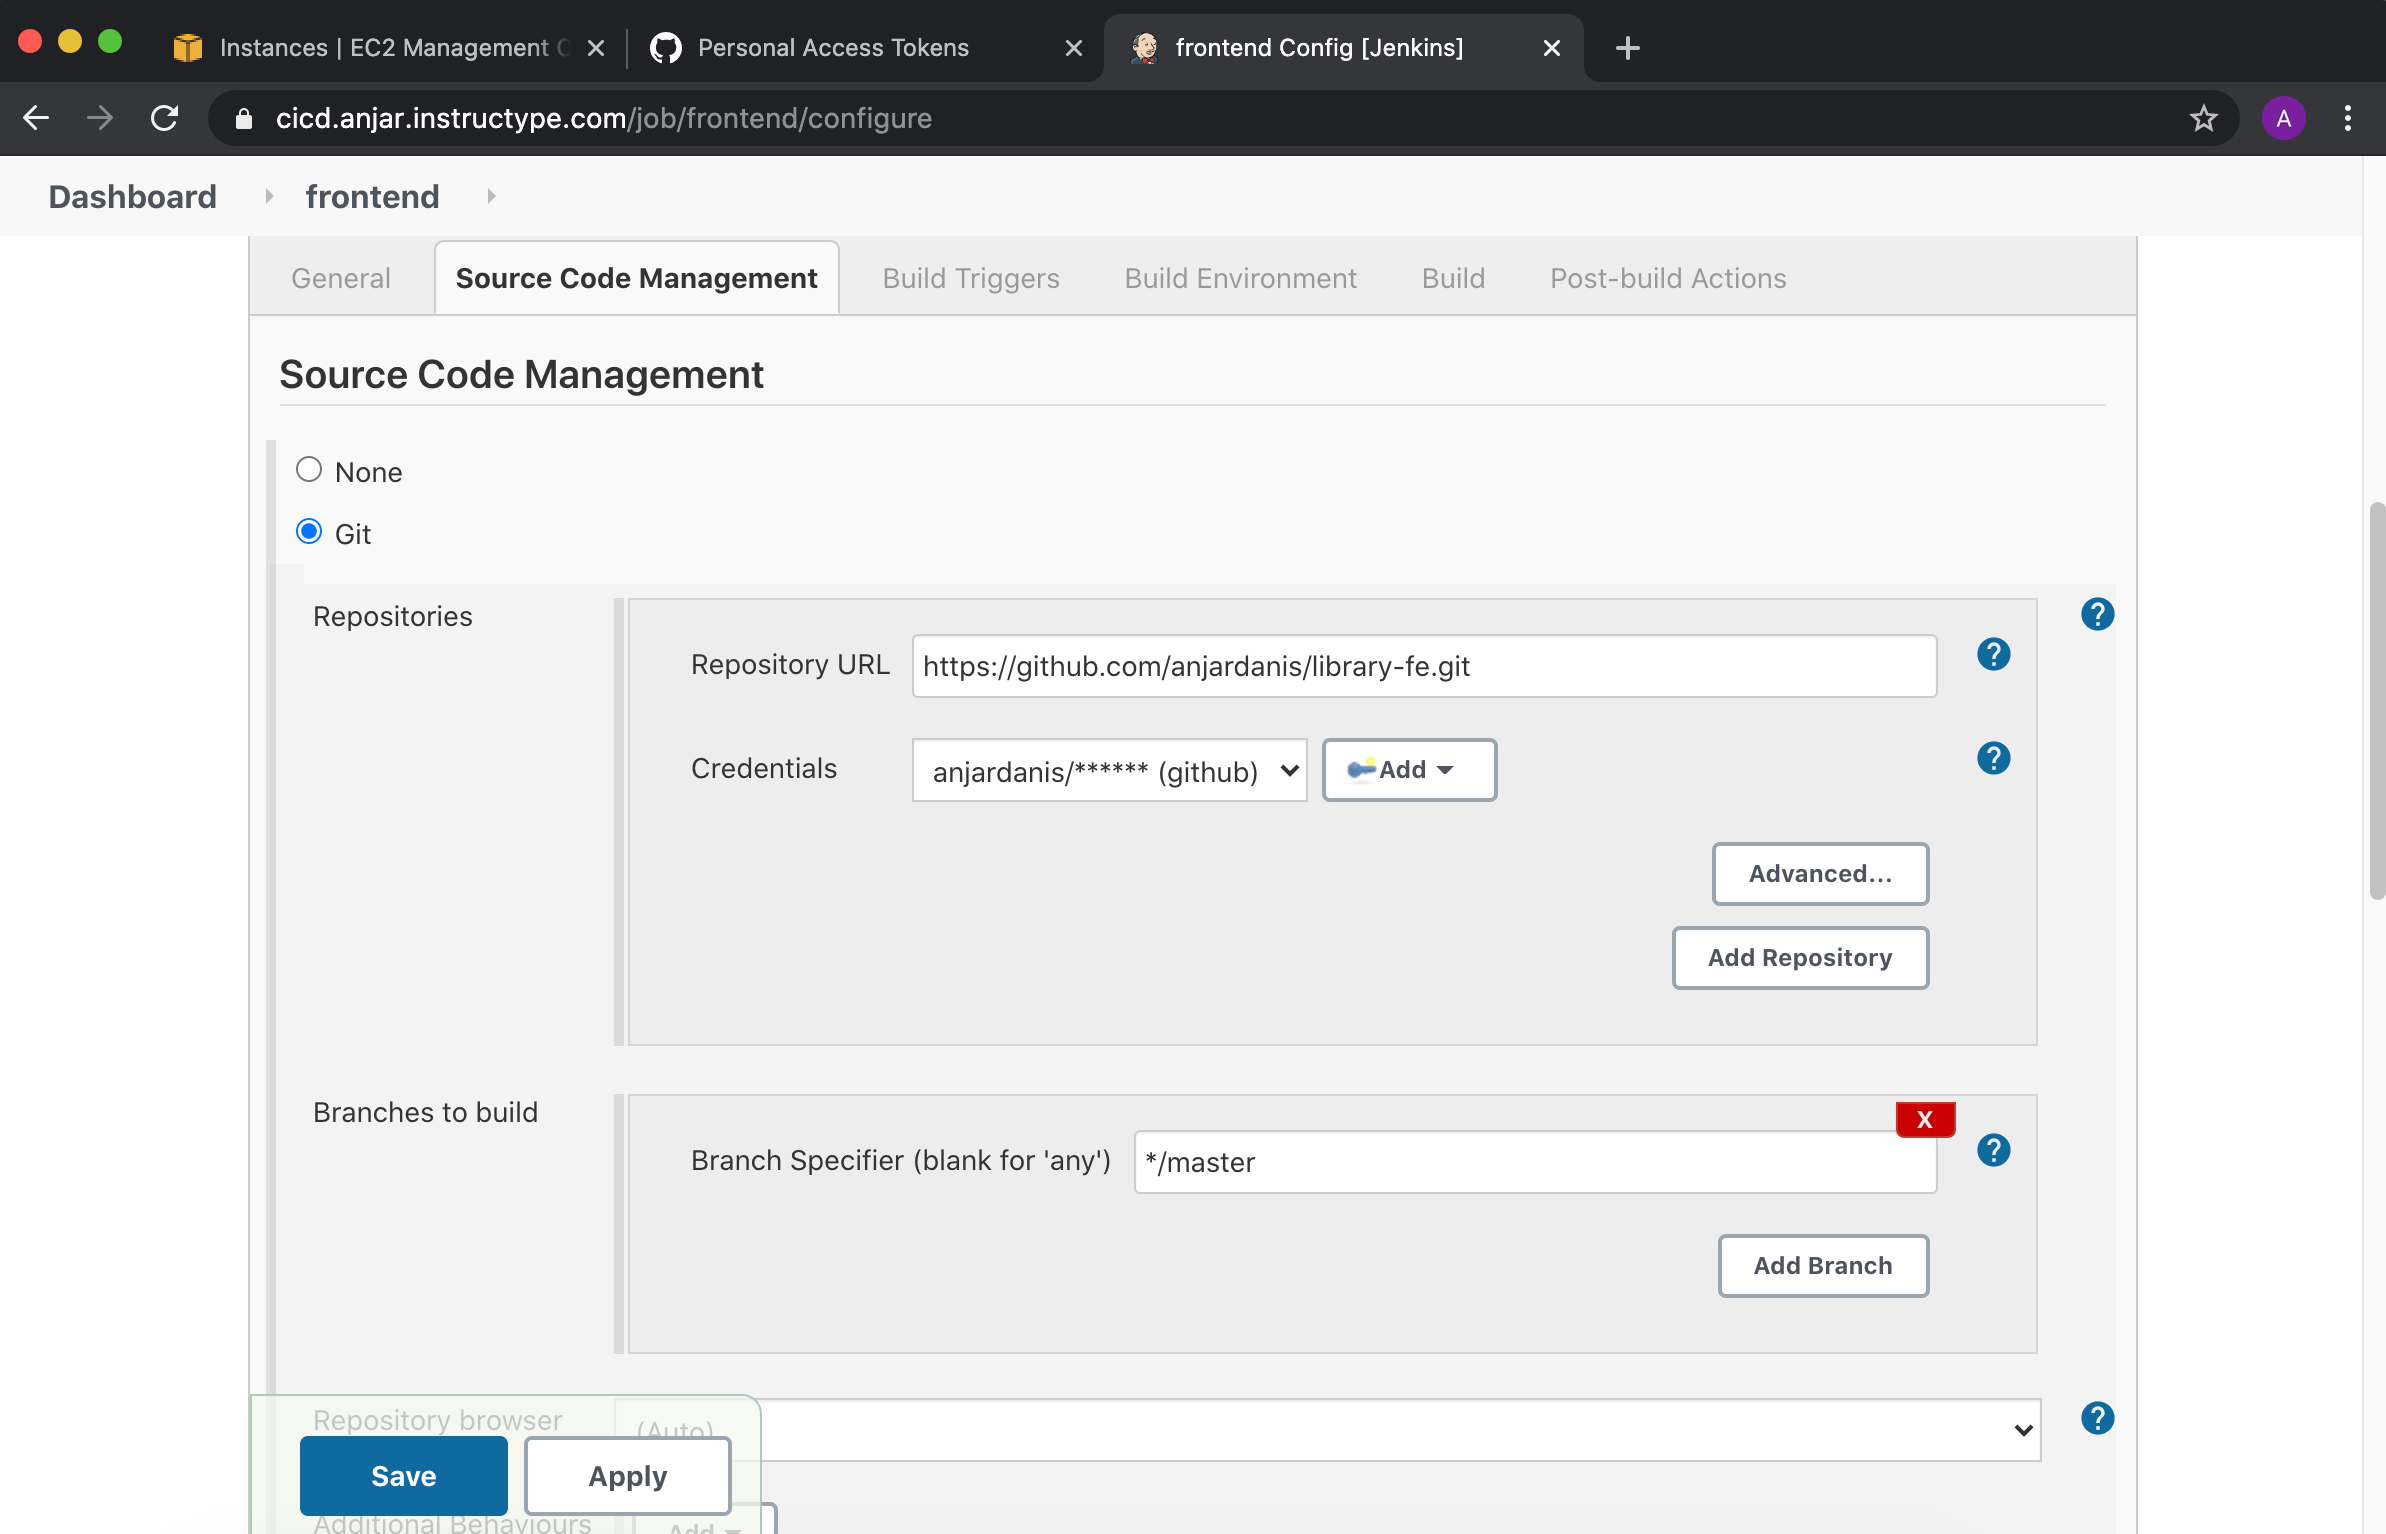 Instances | EC2 Management C
Personal Access Tokens
frontend Config [Jenkins]
cicd.anjar.instructype.com/job/frontend/configure
A
Dashboard
frontend
General
Source Code Management
Build Triggers
Build Environment
Build
Post-build Actions
Source Code Management
None
Git
Repositories
?
Repository URL
https://github.com/anjardanis/library-fe.git
?
Credentials
anjardanis/****** (github)
Add
?
Advanced...
Add Repository
Branches to build
X
Branch Specifier (blank for 'any')
*/master
?
Add Branch
Repository browser
(Auto)
?
Save
Apply
Additional Behaviours
Add